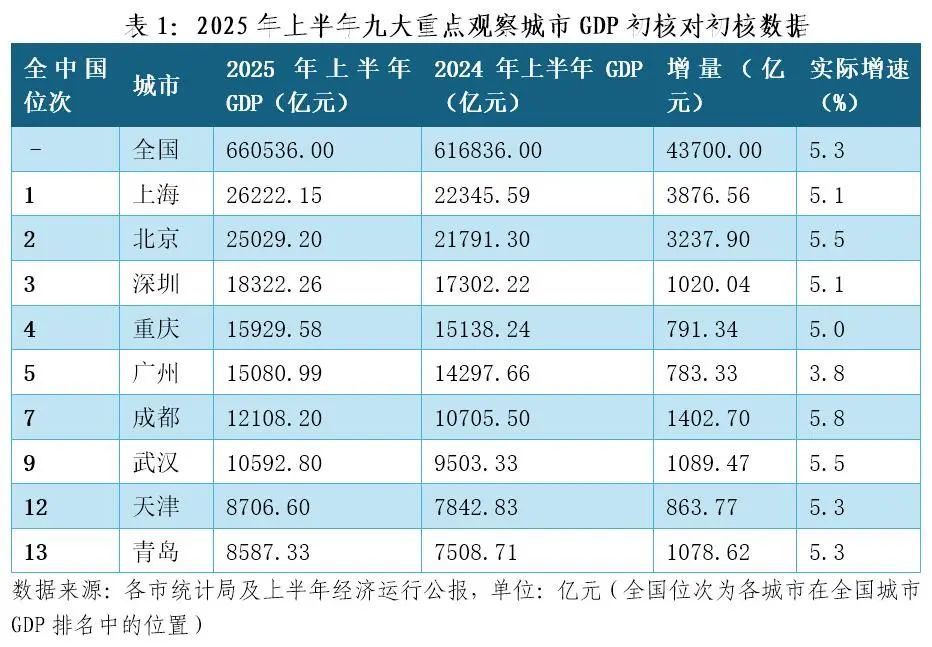 表 1：2025 年上半年九大重点观察城市 GDP 初核对初核数据
全中国位次 城市 2025 年上半年 GDP（亿元） 2024 年上半年 GDP（亿元） 增量（亿元） 实际增速（%）
- 全国 660536.00 616836.00 43700.00 5.3
1 上海 26222.15 22345.59 3876.56 5.1
2 北京 25029.20 21791.30 3237.90 5.5
3 深圳 18322.26 17302.22 1020.04 5.1
4 重庆 15929.58 15138.24 791.34 5.0
5 广州 15080.99 14297.66 783.33 3.8
7 成都 12108.20 10705.50 1402.70 5.8
9 武汉 10592.80 9503.33 1089.47 5.5
12 天津 8706.60 7842.83 863.77 5.3
13 青岛 8587.33 7508.71 1078.62 5.3
数据来源：各市统计局及上半年经济运行公报，单位：亿元（全国位次为各城市在全国城市
GDP 排名中的位置）